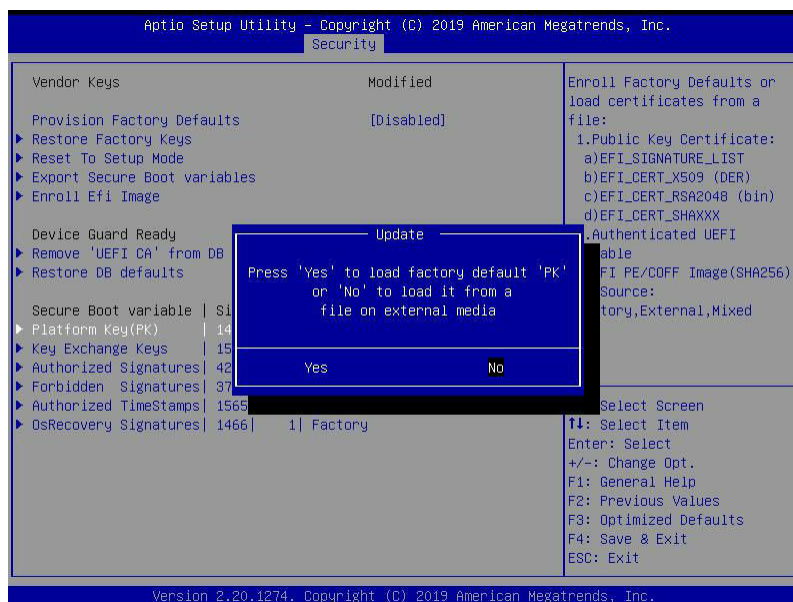 Aptio Setup Utility – Copyright (C) 2019 American Megatrends, Inc.
Security
Vendor Keys Modified
Provision Factory Defaults [Disabled]
Restore Factory Keys
Reset To Setup Mode
Export Secure Boot variables
Enroll Efi Image
Device Guard Ready
Remove 'UEFI CA' from DB
Restore DB defaults
Secure Boot variable | Si
Platform Key(PK) | 14
Key Exchange Keys | 15
Authorized Signatures| 42
Forbidden Signatures| 37
Authorized TimeStamps| 1565
OsRecovery Signatures| 1466| 1| Factory
Update
Press 'Yes' to load factory default 'PK'
or 'No' to load it from a
file on external media
Yes No
Enroll Factory Defaults or
load certificates from a
file:
1.Public Key Certificate:
a)EFI_SIGNATURE_LIST
b)EFI_CERT_X509 (DER)
c)EFI_CERT_RSA2048 (bin)
d)EFI_CERT_SHAXXX
.Authenticated UEFI
able
FI PE/COFF Image(SHA256)
Source:
tory,External,Mixed
Select Screen
↑↓: Select Item
Enter: Select
+/-: Change Opt.
F1: General Help
F2: Previous Values
F3: Optimized Defaults
F4: Save & Exit
ESC: Exit
Version 2.20.1274. Copyright (C) 2019 American Megatrends, Inc.